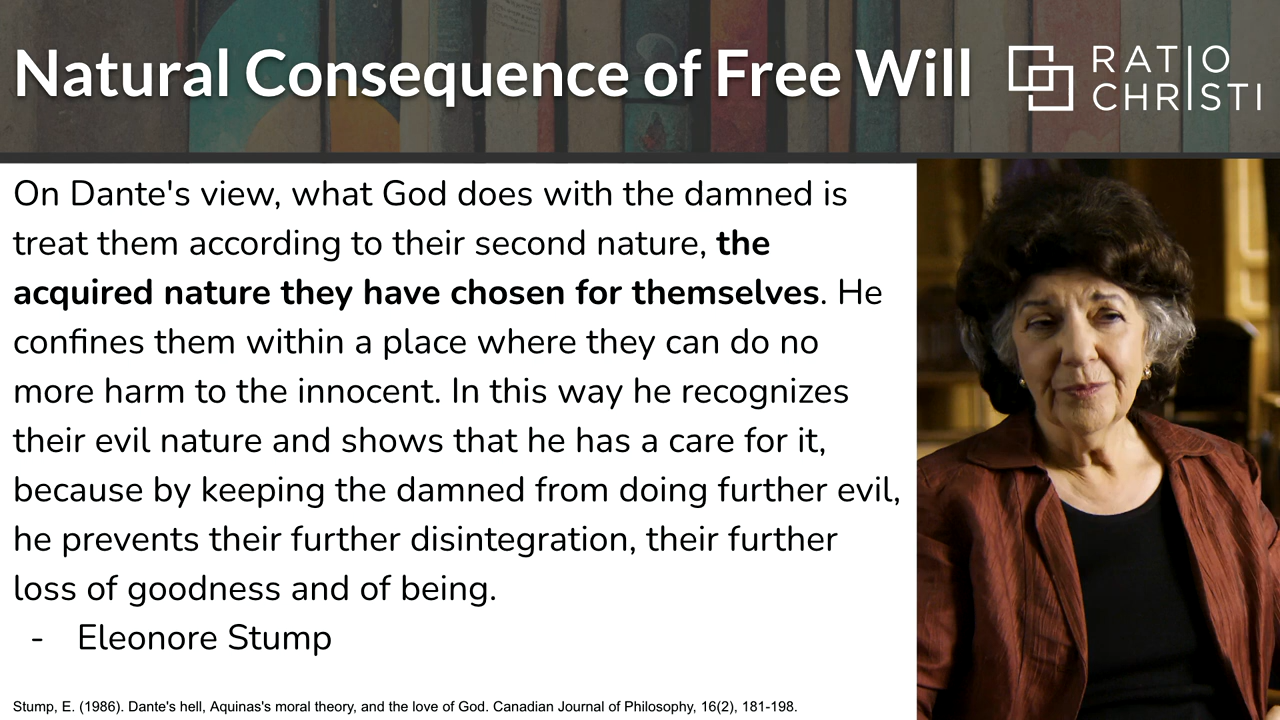 Natural Consequence of Free Will
RATIO
CHRISTI
On Dante's view, what God does with the damned is
treat them according to their second nature, the
acquired nature they have chosen for themselves. He
confines them within a place where they can do no
more harm to the innocent. In this way he recognizes
their evil nature and shows that he has a care for it,
because by keeping the damned from doing further evil,
he prevents their further disintegration, their further
loss of goodness and of being.
- Eleonore Stump
Stump, E. (1986). Dante's hell, Aquinas's moral theory, and the love of God. Canadian Journal of Philosophy, 16(2), 181-198.